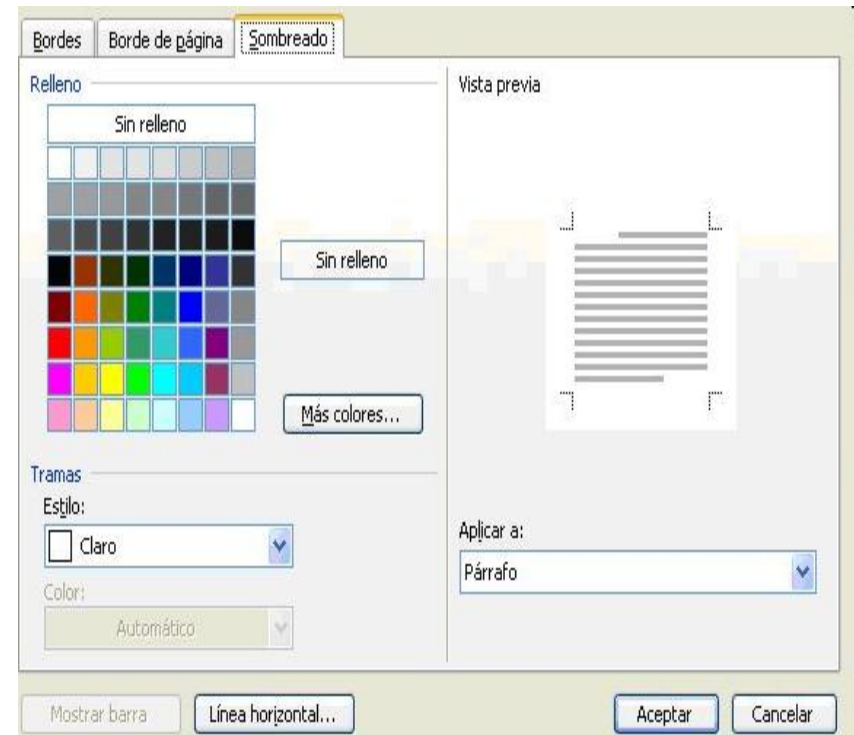 Bordes Borde de página Sombreado
Relleno
Sin relleno
Sin relleno
Más colores...
Tramas
Estilo:
Claro
Color:
Automático
Vista previa
Aplicar a:
Párrafo
Mostrar barra Línea horizontal... Aceptar Cancelar